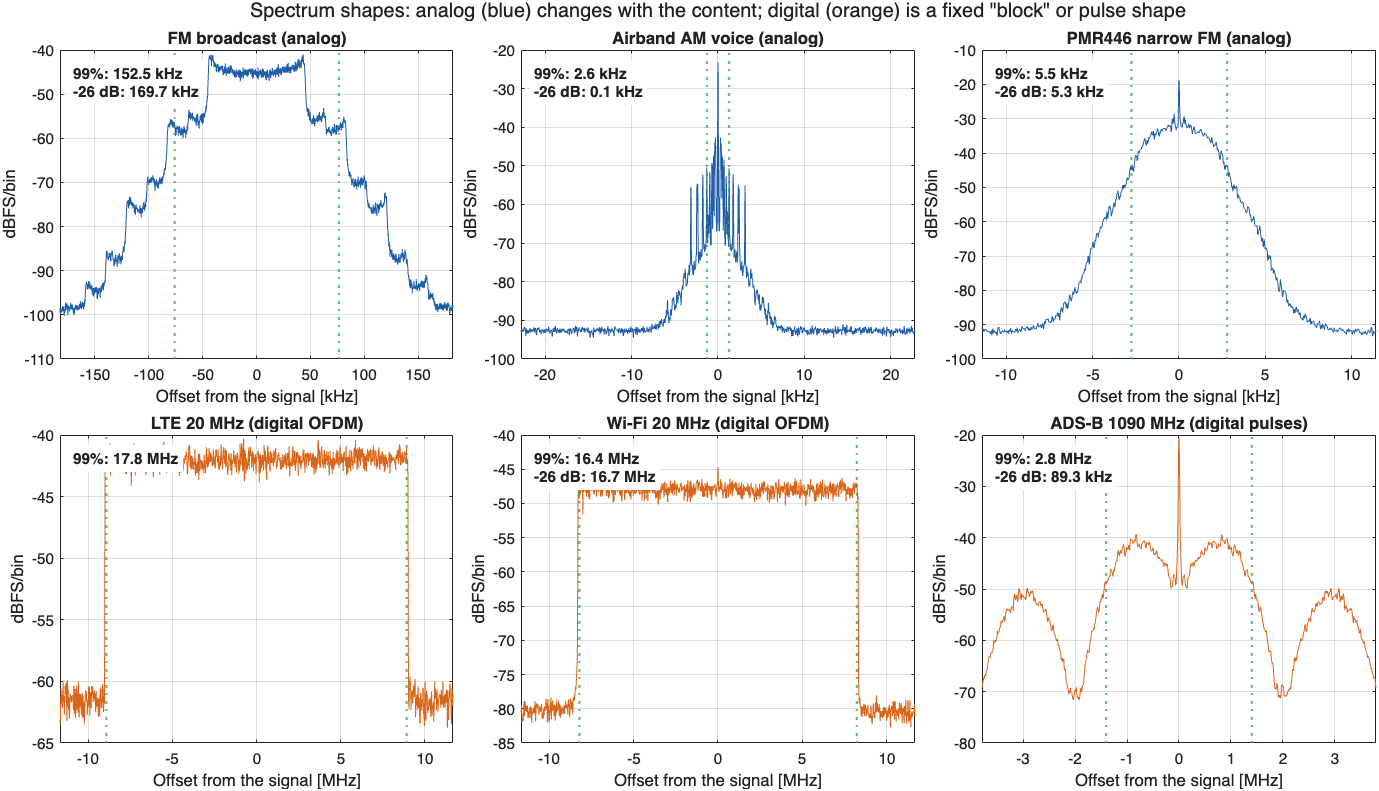 Spectrum shapes: analog (blue) changes with the content; digital (orange) is a fixed "block" or pulse shape
FM broadcast (analog)
99%: 152.5 kHz
-26 dB: 169.7 kHz
dBFS/bin
-40
-50
-60
-70
-80
-90
-100
-110
-150 -100 -50 0 50 100 150
Offset from the signal [kHz]
Airband AM voice (analog)
99%: 2.6 kHz
-26 dB: 0.1 kHz
dBFS/bin
-20
-30
-40
-50
-60
-70
-80
-90
-100
-20 -10 0 10 20
Offset from the signal [kHz]
PMR446 narrow FM (analog)
99%: 5.5 kHz
-26 dB: 5.3 kHz
dBFS/bin
-10
-20
-30
-40
-50
-60
-70
-80
-90
-100
-10 -5 0 5 10
Offset from the signal [kHz]
LTE 20 MHz (digital OFDM)
99%: 17.8 MHz
dBFS/bin
-40
-45
-50
-55
-60
-65
-10 -5 0 5 10
Offset from the signal [MHz]
Wi-Fi 20 MHz (digital OFDM)
99%: 16.4 MHz
-26 dB: 16.7 MHz
dBFS/bin
-40
-45
-50
-55
-60
-65
-70
-75
-80
-85
-10 -5 0 5 10
Offset from the signal [MHz]
ADS-B 1090 MHz (digital pulses)
99%: 2.8 MHz
-26 dB: 89.3 kHz
dBFS/bin
-20
-30
-40
-50
-60
-70
-80
-3 -2 -1 0 1 2 3
Offset from the signal [MHz]